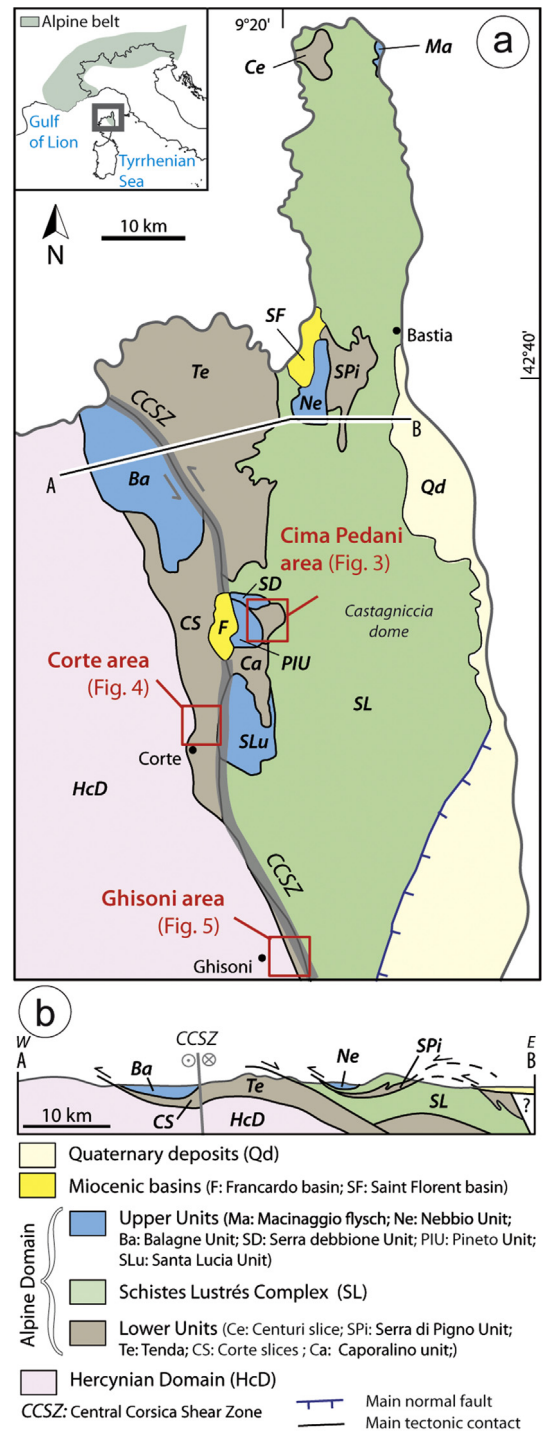 Alpine belt
Gulf
of Lion
Tyrrhenian
Sea
9°20'
a
Ce
Ma
N
10 km
SF
Bastia
42°40'
Te
SPi
CCSZ
Ne
A
B
Ba
Qd
Cima Pedani
area (Fig. 3)
SD
Castagniccia
dome
CS
F
Corte area
(Fig. 4)
Ca
PIU
SL
SLu
Corte
HcD
CCSZ
Ghisoni area
(Fig. 5)
Ghisoni
b
W
A
CCSZ
E
B
Ba
Ne
SPi
Te
SL
?
10 km
CS
HcD
Quaternary deposits (Qd)
Miocenic basins (F: Francardo basin; SF: Saint Florent basin)
Alpine Domain
Upper Units (Ma: Macinaggio flysch; Ne: Nebbio Unit;
Ba: Balagne Unit; SD: Serra debbione Unit; PIU: Pineto Unit;
SLu: Santa Lucia Unit)
Schistes Lustrés Complex (SL)
Lower Units (Ce: Centuri slice; SPi: Serra di Pigno Unit;
Te: Tenda; CS: Corte slices ; Ca: Caporalino unit;)
Hercynian Domain (HcD)
CCSZ: Central Corsica Shear Zone
Main normal fault
Main tectonic contact